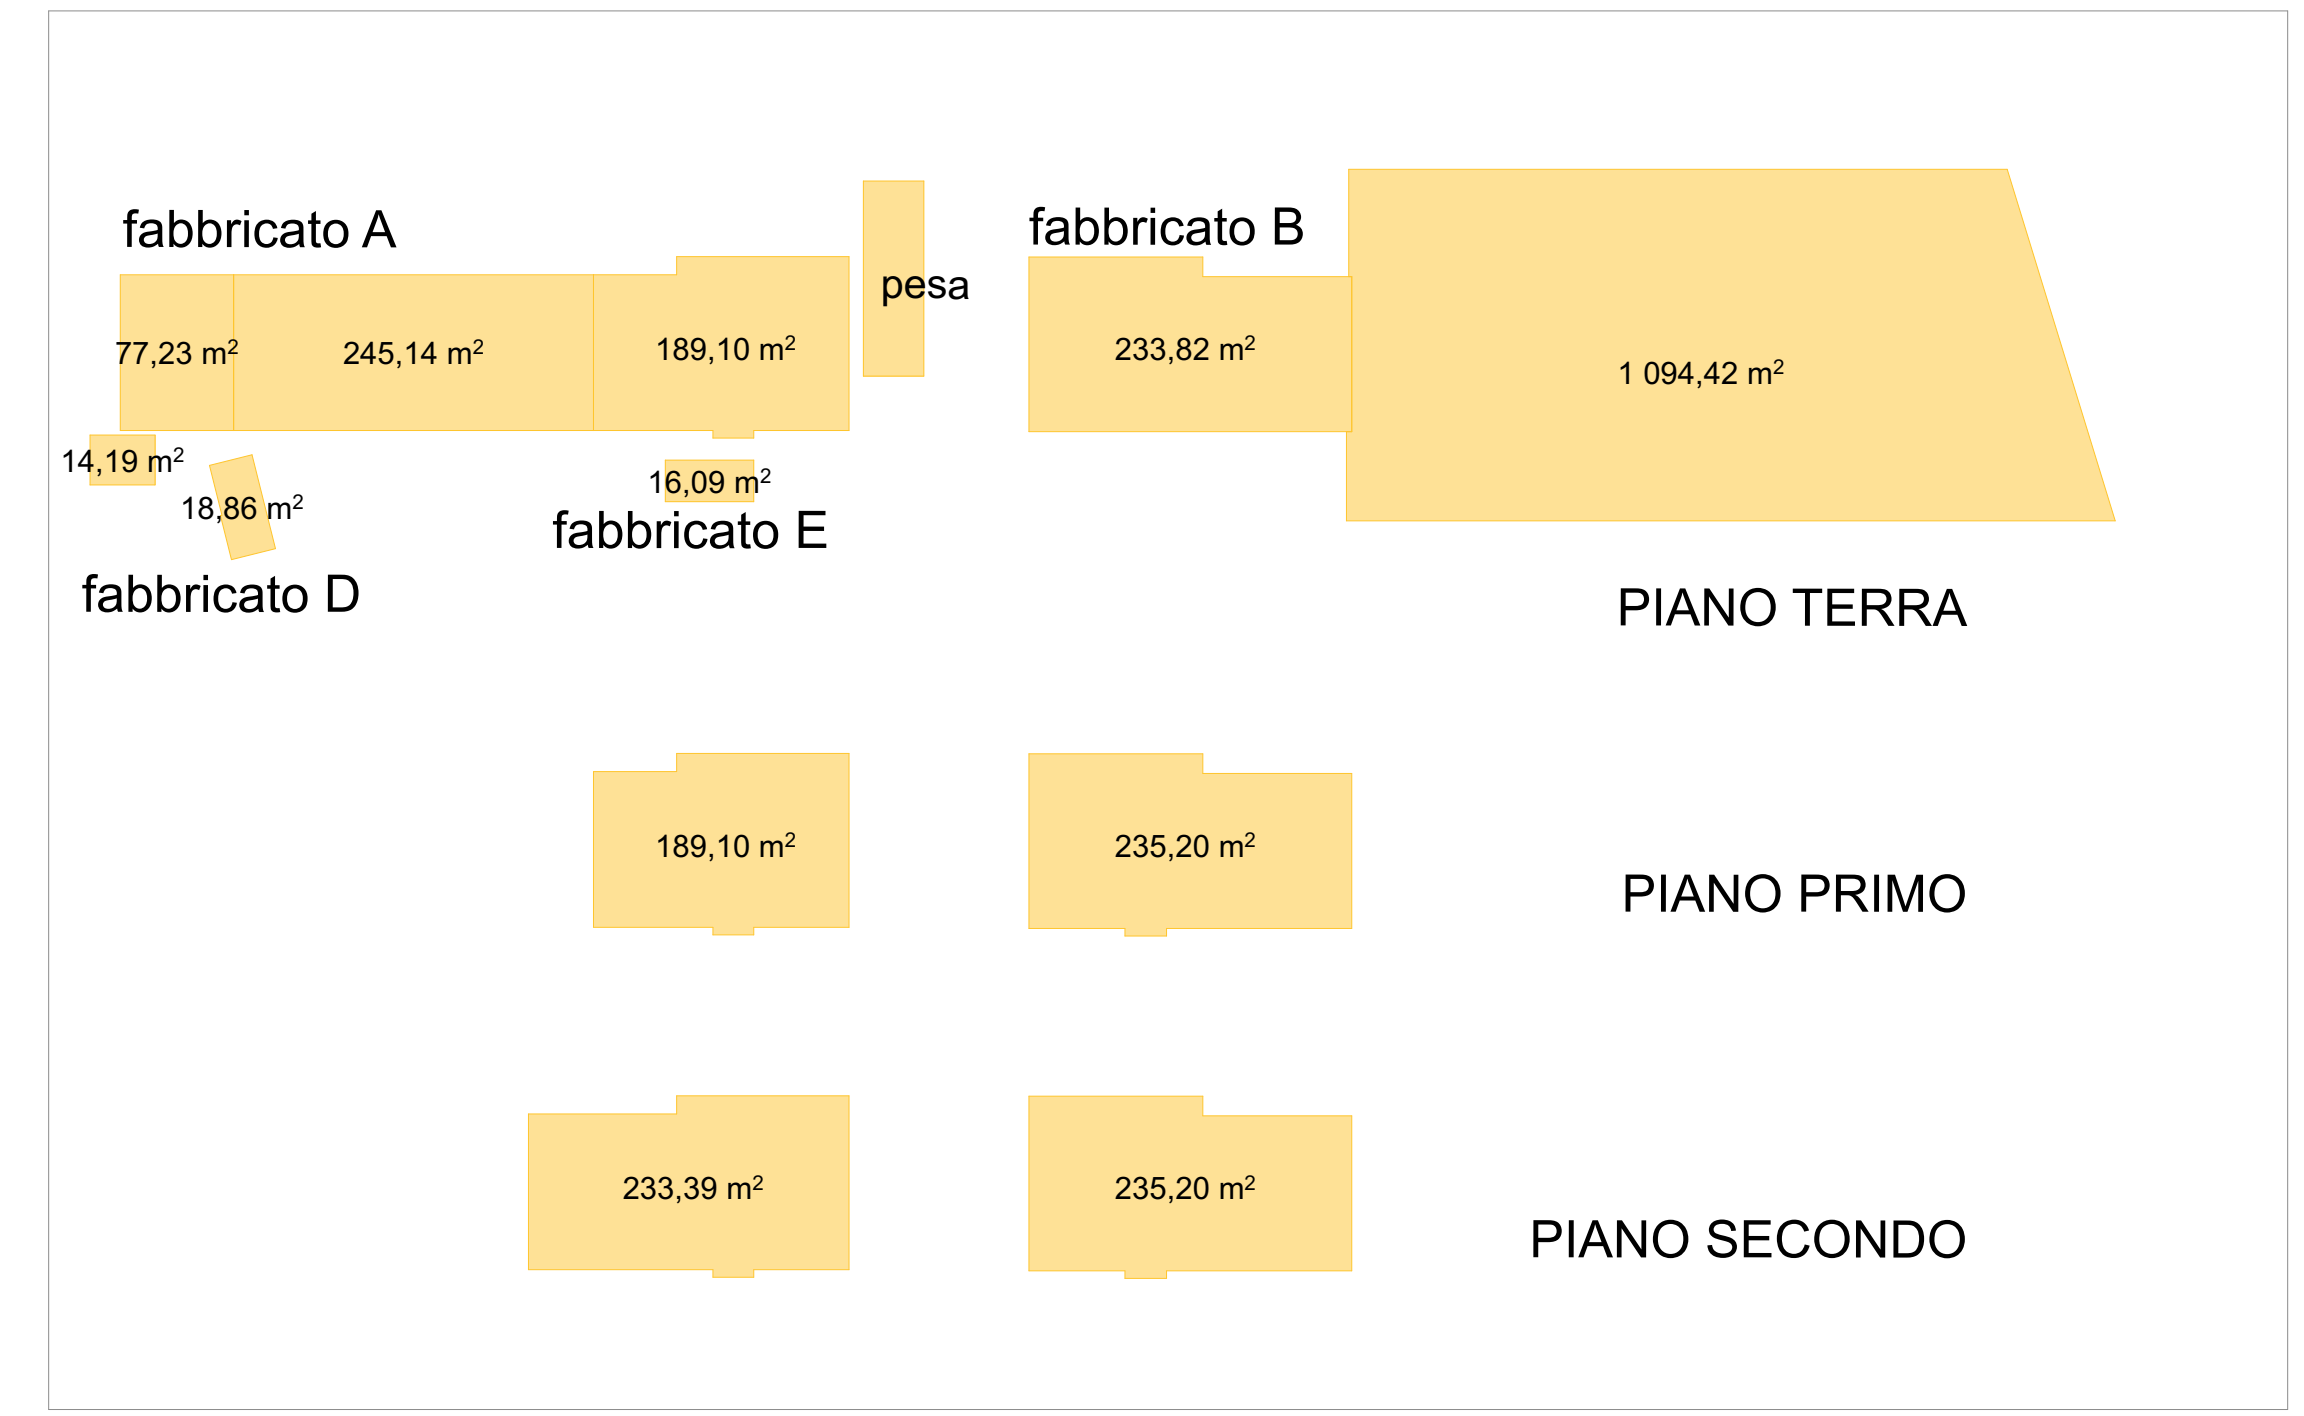 fabbricato A
fabbricato B
pesa
77,23 m²
245,14 m²
189,10 m²
233,82 m²
1 094,42 m²
14,19 m²
18,86 m²
16,09 m²
fabbricato E
fabbricato D
PIANO TERRA
189,10 m²
235,20 m²
PIANO PRIMO
233,39 m²
235,20 m²
PIANO SECONDO